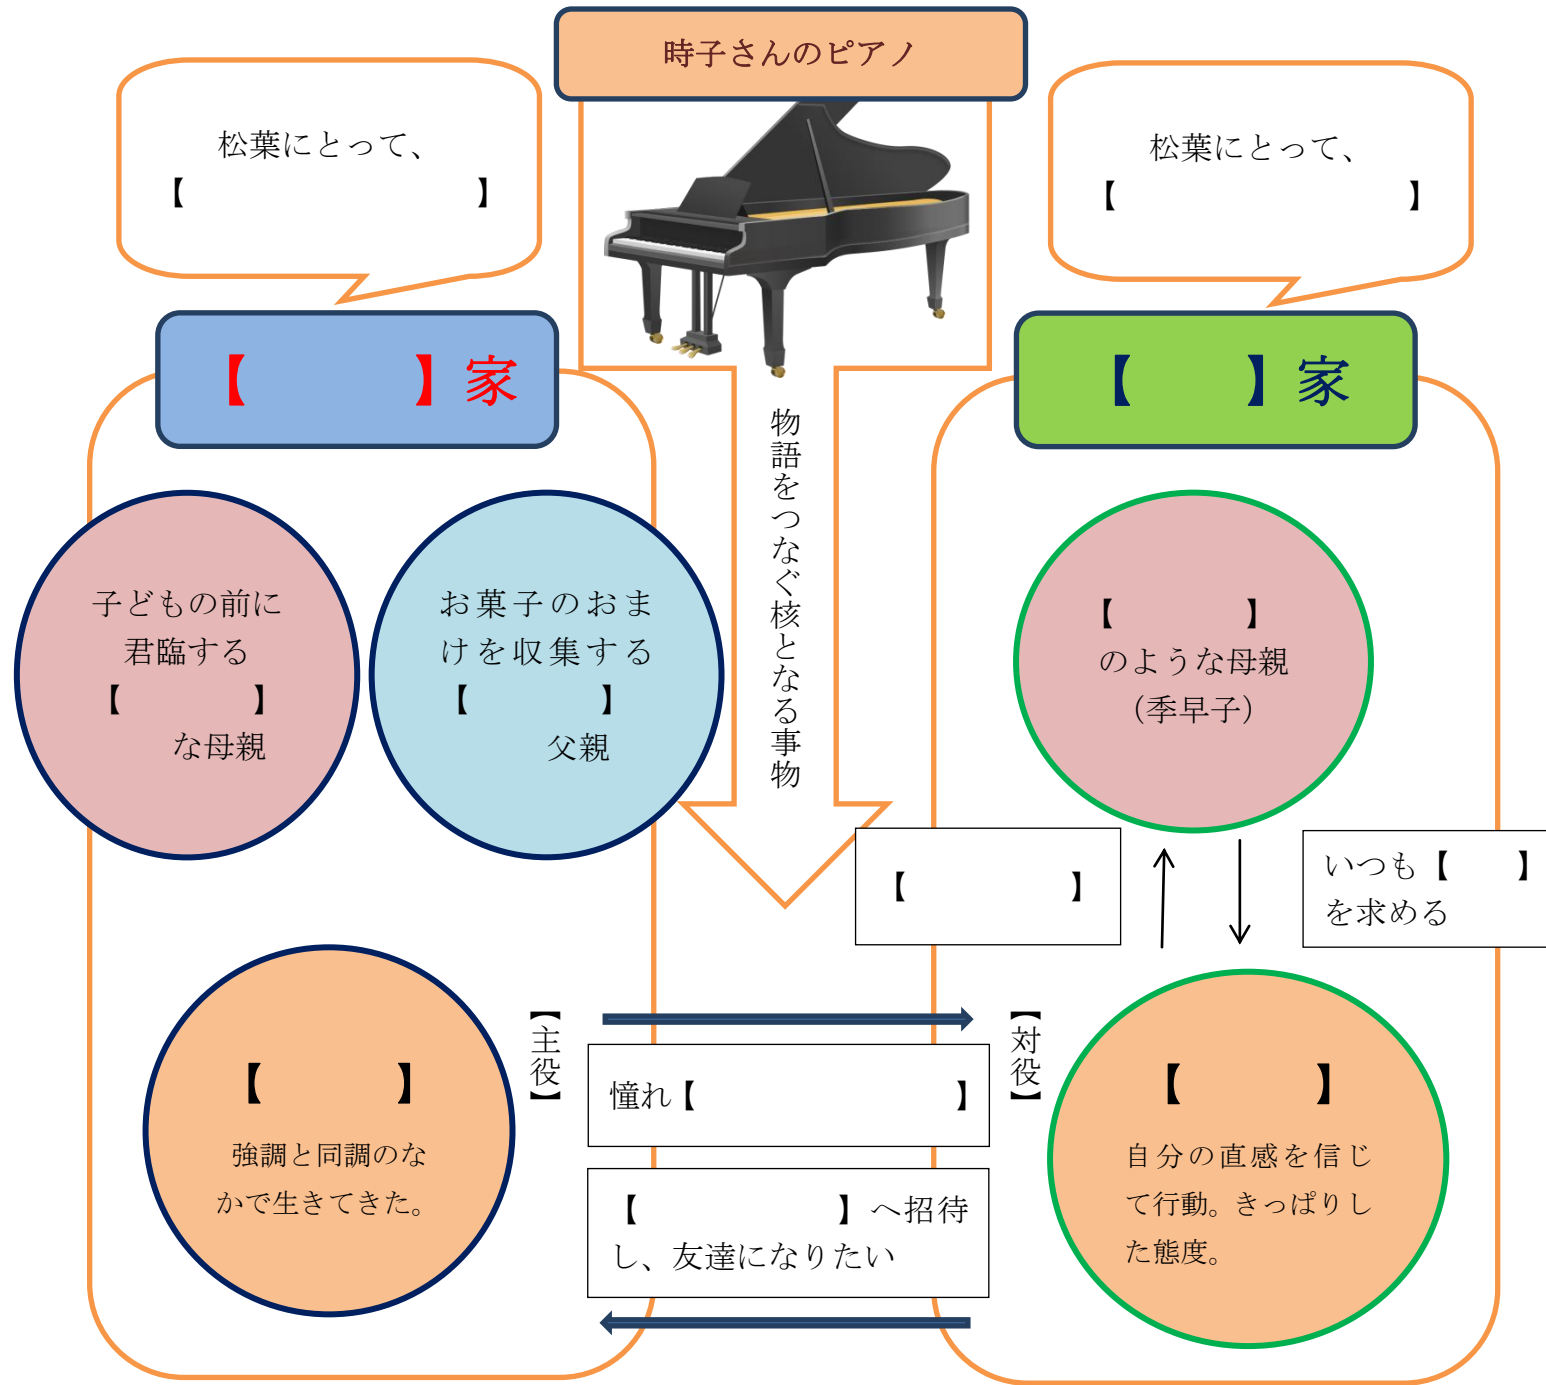 時子さんのピアノ
松葉にとって、
【　　　　　　　　】
松葉にとって、
【　　　　　　　　】
【　　　】家
【　　】家
物語をつなぐ核となる事物
子どもの前に
君臨する
【　　　　】
な母親
お菓子のおま
けを収集する
【　　　　】
父親
【　　　　】
のような母親
（季早子）
【　　　　　】
いつも【　　】
を求める
【主役】
【対役】
【　　　】
強調と同調のな
かで生きてきた。
憧れ【　　　　　　　】
【　　　　　　】へ招待
し、友達になりたい
【　　　】
自分の直感を信じ
て行動。きっぱりし
た態度。